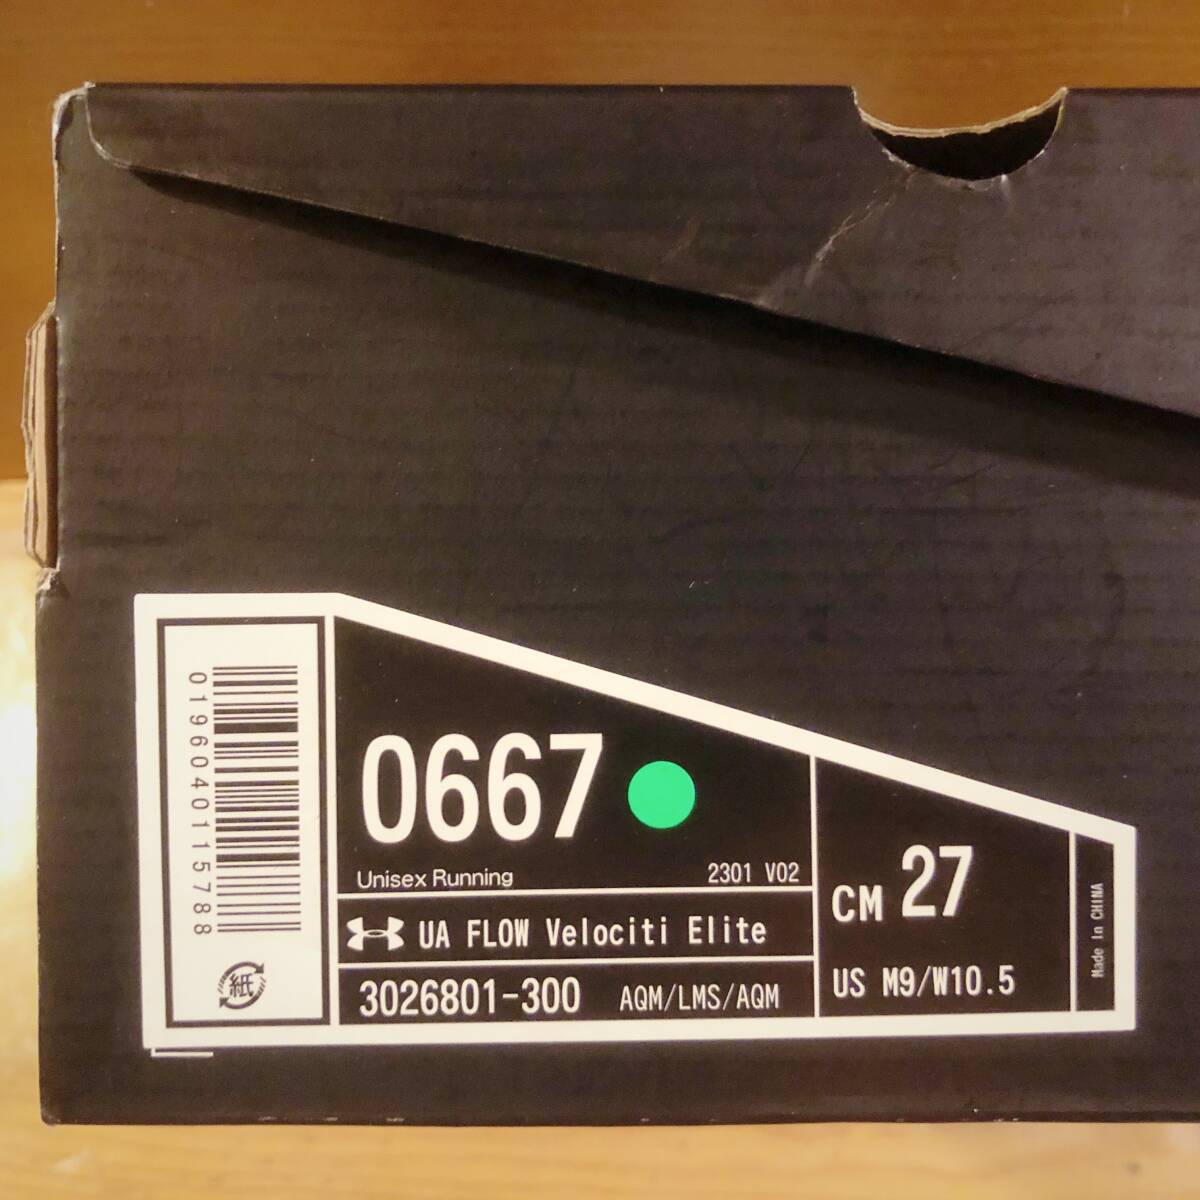 0196040115788
紙
0667
Unisex Running
2301 V02
UA FLOW Velociti Elite
3026801-300 AQM/LMS/AQM
CM 27
US M9/W10.5
Made In CHINA